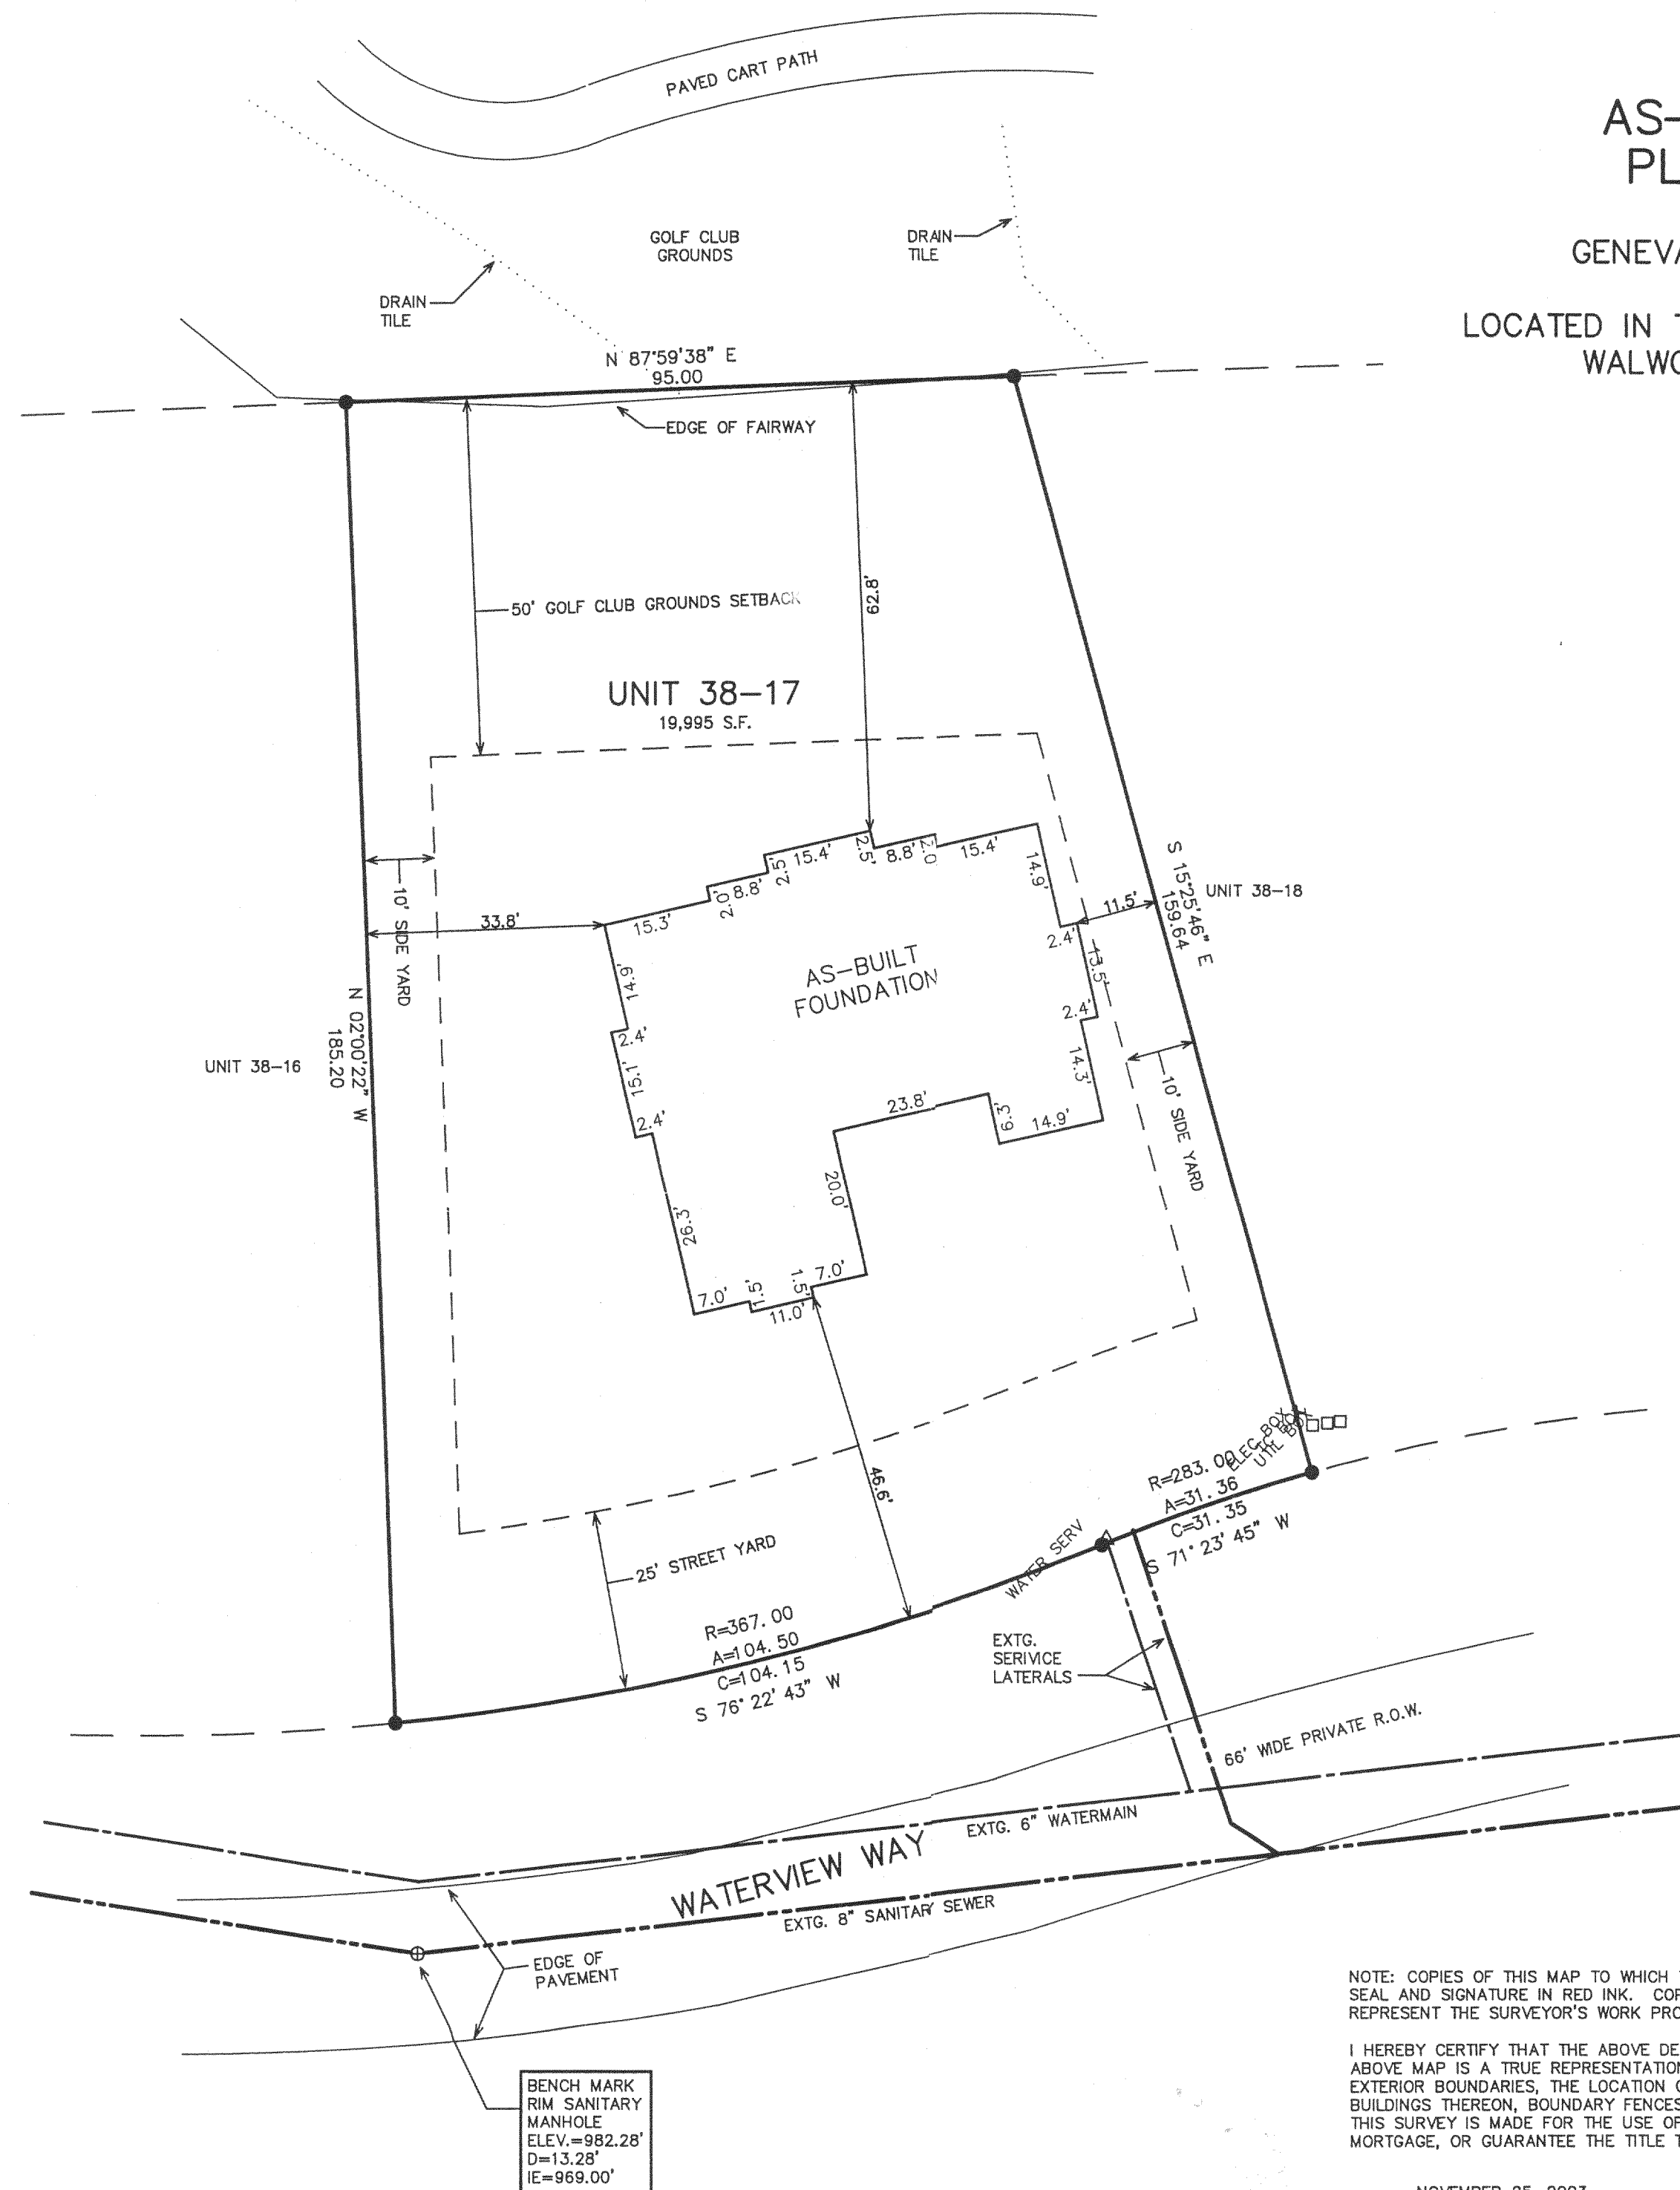 PAVED CART PATH
AS-
PL
GENEVA
LOCATED IN T
WALWO
GOLF CLUB
GROUNDS
DRAIN
TILE
DRAIN
TILE
N 87°59'38" E
95.00
EDGE OF FAIRWAY
62.8'
50' GOLF CLUB GROUNDS SETBACK
UNIT 38-17
19,995 S.F.
15.4'
2.5'
8.8'
2.0
15.4'
2.5'
8.8'
2.0'
15.3'
14.9'
11.5'
S 15°25'46" E
159.64
UNIT 38-18
33.8'
10' SIDE YARD
2.4'
13.5'
AS-BUILT
FOUNDATION
14.9'
2.4'
2.4'
14.3'
N 02°00'22" W
185.20
UNIT 38-16
15.1'
2.4'
23.8'
6.3'
14.9'
10' SIDE YARD
20.0'
26.3'
7.0'
1.5'
11.0'
1.5'
7.0'
46.6'
ELEC BOX
UTIL BOX
R=283.00
A=31.36
C=31.35
S 71°23'45" W
WATER SERV
25' STREET YARD
R=367.00
A=104.50
C=104.15
S 76°22'43" W
EXTG.
SERIVICE
LATERALS
66' WIDE PRIVATE R.O.W.
EXTG. 6" WATERMAIN
WATERVIEW WAY
EXTG. 8" SANITARY SEWER
EDGE OF
PAVEMENT
BENCH MARK
RIM SANITARY
MANHOLE
ELEV.=982.28'
D=13.28'
IE=969.00'
NOTE: COPIES OF THIS MAP TO WHICH T
SEAL AND SIGNATURE IN RED INK. COP
REPRESENT THE SURVEYOR'S WORK PRO
I HEREBY CERTIFY THAT THE ABOVE DE
ABOVE MAP IS A TRUE REPRESENTATION
EXTERIOR BOUNDARIES, THE LOCATION O
BUILDINGS THEREON, BOUNDARY FENCES
THIS SURVEY IS MADE FOR THE USE OF
MORTGAGE, OR GUARANTEE THE TITLE T